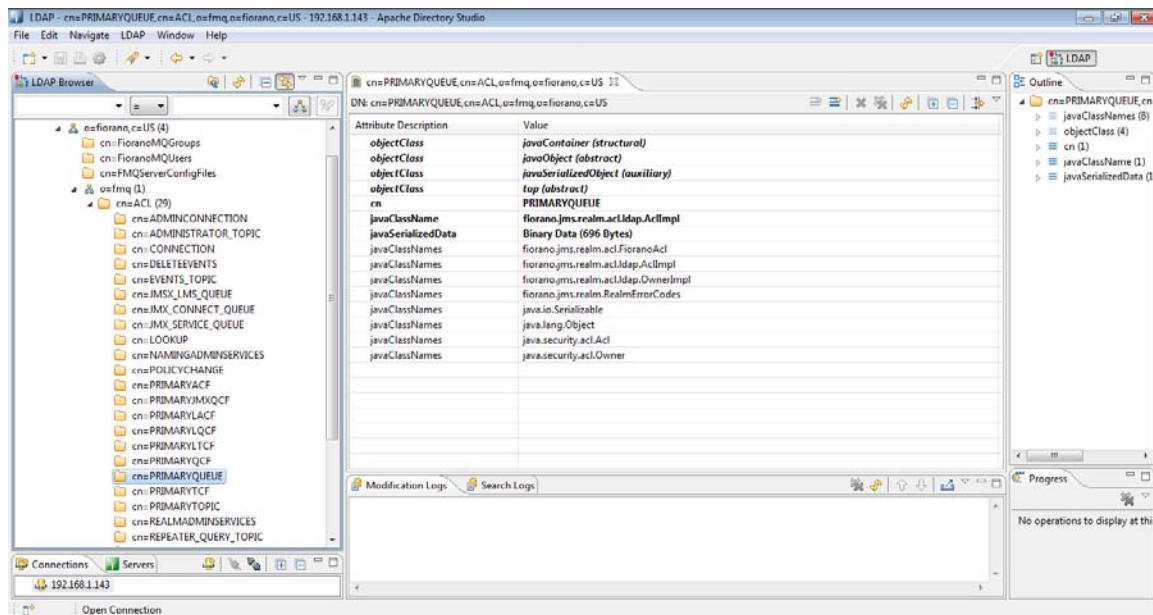 LDAP - cn=PRIMARYQUEUE,cn=ACL,o=fmq,o=fiorano,c=US - 192.168.1.143 - Apache Directory Studio
File Edit Navigate LDAP Window Help
LDAP
LDAP Browser
=
o=fiorano,c=US (4)
cn=FioranoMQGroups
cn=FioranoMQUsers
cn=FMQServerConfigFiles
o=fmq (1)
cn=ACL (29)
cn=ADMINCONNECTION
cn=ADMINISTRATOR_TOPIC
cn=CONNECTION
cn=DELETEEVENTS
cn=EVENTS_TOPIC
cn=JMSX_LMS_QUEUE
cn=JMX_CONNECT_QUEUE
cn=JMX_SERVICE_QUEUE
cn=LOOKUP
cn=NAMINGADMINSERVICES
cn=POLICYCHANGE
cn=PRIMARYACF
cn=PRIMARYJMXQCF
cn=PRIMARYLACF
cn=PRIMARYLQCF
cn=PRIMARYLTCF
cn=PRIMARYQCF
cn=PRIMARYQUEUE
cn=PRIMARYTCF
cn=PRIMARYTOPIC
cn=REALMADMINSERVICES
cn=REPEATER_QUERY_TOPIC
Connections Servers
192.168.1.143
Open Connection
cn=PRIMARYQUEUE,cn=ACL,o=fmq,o=fiorano,c=US
DN: cn=PRIMARYQUEUE,cn=ACL,o=fmq,o=fiorano,c=US
Attribute Description Value
objectClass javaContainer (structural)
objectClass javaObject (abstract)
objectClass javaSerializedObject (auxiliary)
objectClass top (abstract)
cn PRIMARYQUEUE
javaClassName fiorano.jms.realm.acl.ldap.AclImpl
javaSerializedData Binary Data (696 Bytes)
javaClassNames fiorano.jms.realm.acl.FioranoAcl
javaClassNames fiorano.jms.realm.acl.ldap.AclImpl
javaClassNames fiorano.jms.realm.acl.ldap.OwnerImpl
javaClassNames fiorano.jms.realm.RealmErrorCodes
javaClassNames java.io.Serializable
javaClassNames java.lang.Object
javaClassNames java.security.acl.Acl
javaClassNames java.security.acl.Owner
Modification Logs Search Logs
Outline
cn=PRIMARYQUEUE,cn
javaClassNames (8)
objectClass (4)
cn (1)
javaClassName (1)
javaSerializedData (1
Progress
No operations to display at thi